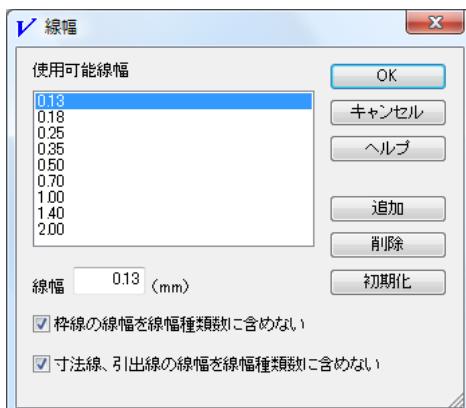 線幅
使用可能線幅
0.13
0.18
0.25
0.35
0.50
0.70
1.00
1.40
2.00
OK
キャンセル
ヘルプ
追加
削除
初期化
線幅 0.13 (mm)
枠線の線幅を線幅種類数に含めない
寸法線、引出線の線幅を線幅種類数に含めない